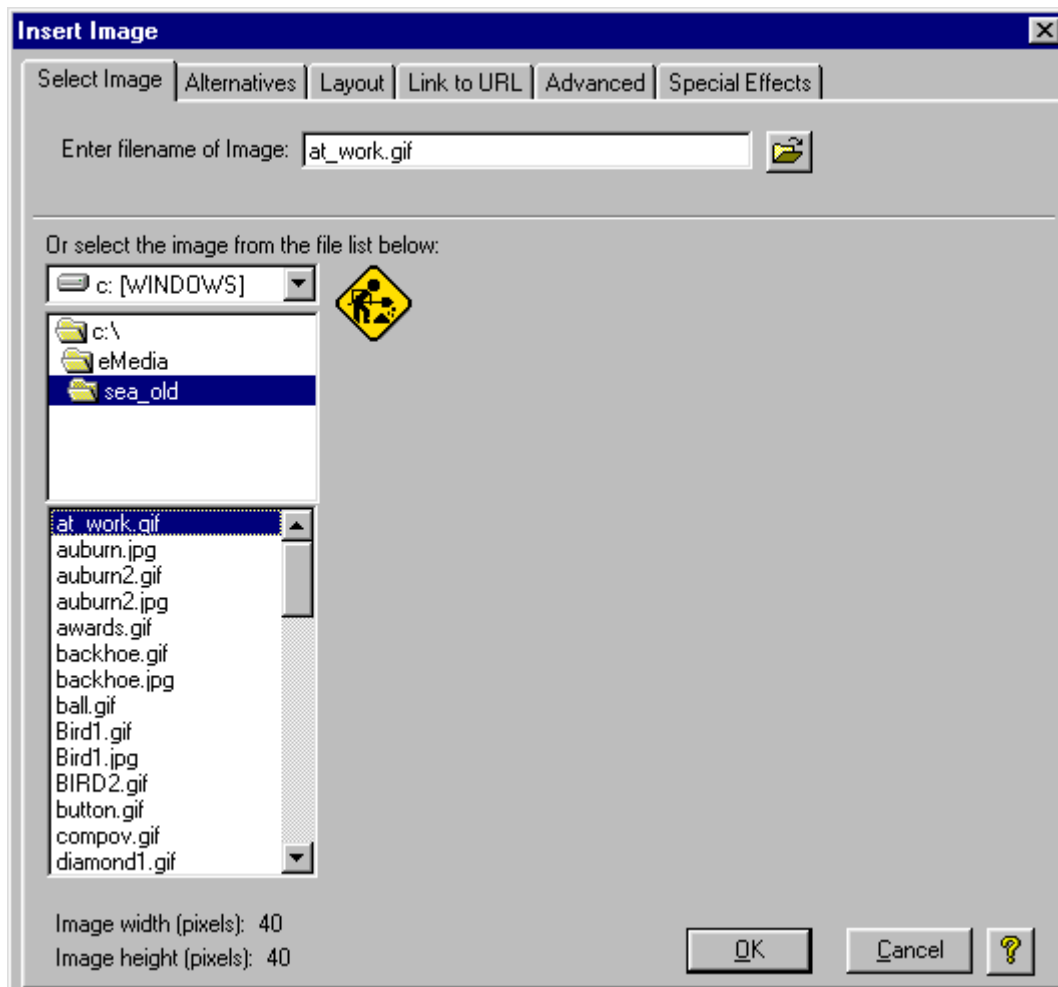 Insert Image
Select Image Alternatives Layout Link to URL Advanced Special Effects
Enter filename of Image: at_work.gif
Or select the image from the file list below:
c: [WINDOWS]
c:\
eMedia
sea_old
at_work.gif
auburn.jpg
auburn2.gif
auburn2.jpg
awards.gif
backhoe.gif
backhoe.jpg
ball.gif
Bird1.gif
Bird1.jpg
BIRD2.gif
button.gif
compov.gif
diamond1.gif
Image width (pixels): 40
Image height (pixels): 40
OK Cancel ?